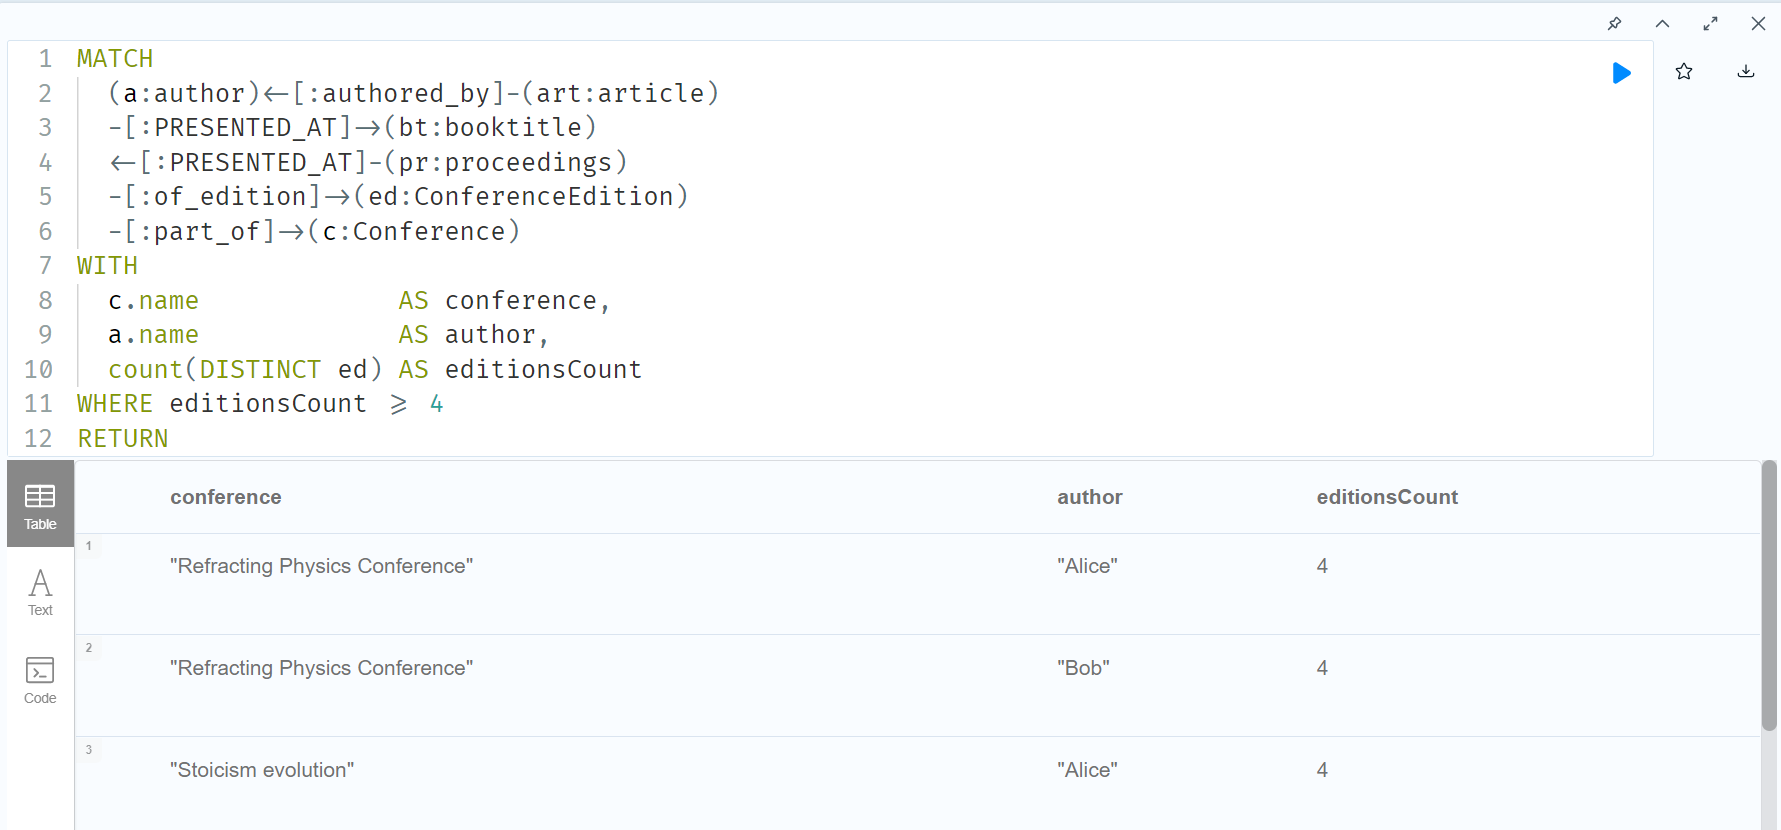 1 MATCH
2 (a:author)<-[:authored_by]-(art:article)
3 -[:PRESENTED_AT]->(bt:booktitle)
4 <-[:PRESENTED_AT]-(pr:proceedings)
5 -[:of_edition]->(ed:ConferenceEdition)
6 -[:part_of]->(c:Conference)
7 WITH
8 c.name AS conference,
9 a.name AS author,
10 count(DISTINCT ed) AS editionsCount
11 WHERE editionsCount >= 4
12 RETURN
Table
Text
Code
conference author editionsCount
1 "Refracting Physics Conference" "Alice" 4
2 "Refracting Physics Conference" "Bob" 4
3 "Stoicism evolution" "Alice" 4